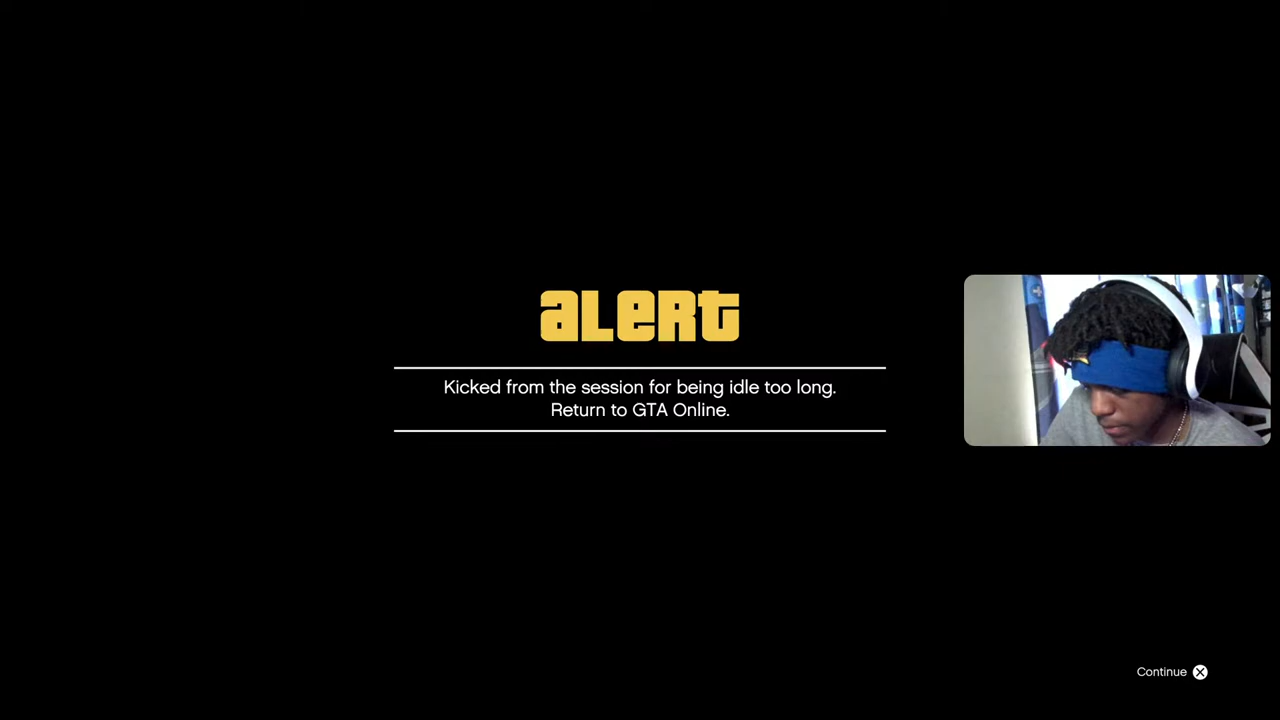 aLeRt
Kicked from the session for being idle too long.
Return to GTA Online.
Continue